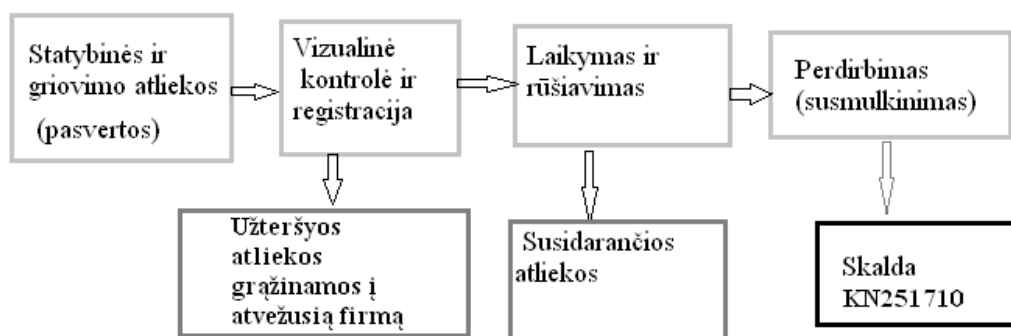 Statybinės ir
griovimo atliekos
(pasvertos)
Vizualinė
kontrolė ir
registracija
Laikymas ir
rūšiavimas
Perdirbimas
(susmulkinimas)
Užteršyos
atliekos
grąžinamos į
atvežusią firmą
Susidarančios
atliekos
Skalda
KN251710